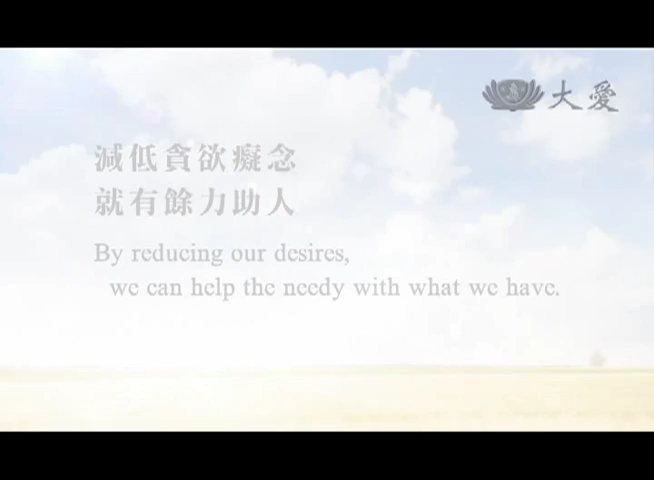 大愛
減低貪欲癡念
就有餘力助人
By reducing our desires,
we can help the needy with what we have.